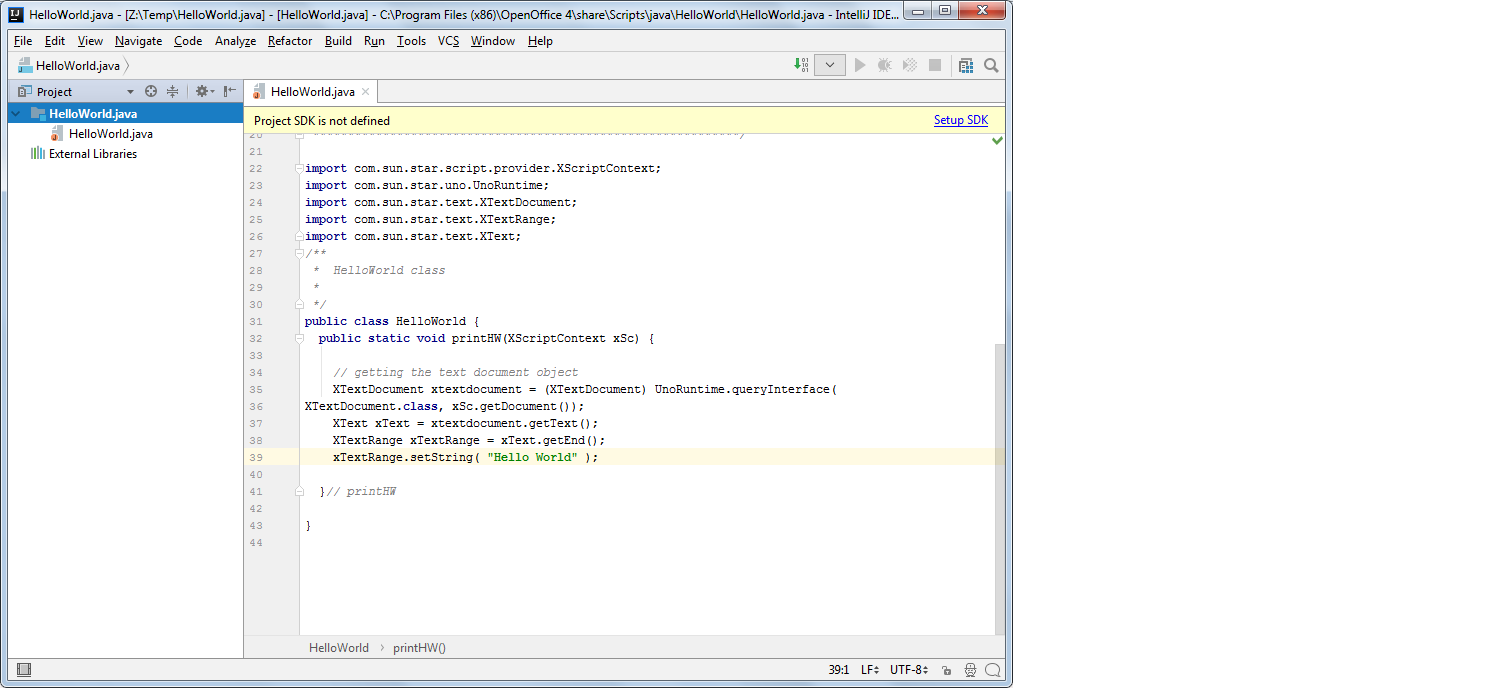 HelloWorld.java - [Z:\Temp\HelloWorld.java] - [HelloWorld.java] - C:\Program Files (x86)\OpenOffice 4\share\Scripts\java\HelloWorld\HelloWorld.java - IntelliJ IDE...
File Edit View Navigate Code Analyze Refactor Build Run Tools VCS Window Help
HelloWorld.java
Project
HelloWorld.java
HelloWorld.java
HelloWorld.java
External Libraries
Project SDK is not defined Setup SDK
21
22 import com.sun.star.script.provider.XScriptContext;
23 import com.sun.star.uno.UnoRuntime;
24 import com.sun.star.text.XTextDocument;
25 import com.sun.star.text.XTextRange;
26 import com.sun.star.text.XText;
27 /**
28 * HelloWorld class
29 *
30 */
31 public class HelloWorld {
32 public static void printHW(XScriptContext xSc) {
33
34 // getting the text document object
35 XTextDocument xtextdocument = (XTextDocument) UnoRuntime.queryInterface(
36 XTextDocument.class, xSc.getDocument());
37 XText xText = xtextdocument.getText();
38 XTextRange xTextRange = xText.getEnd();
39 xTextRange.setString( "Hello World" );
40
41 }// printHW
42
43 }
44
HelloWorld printHW()
39:1 LF UTF-8